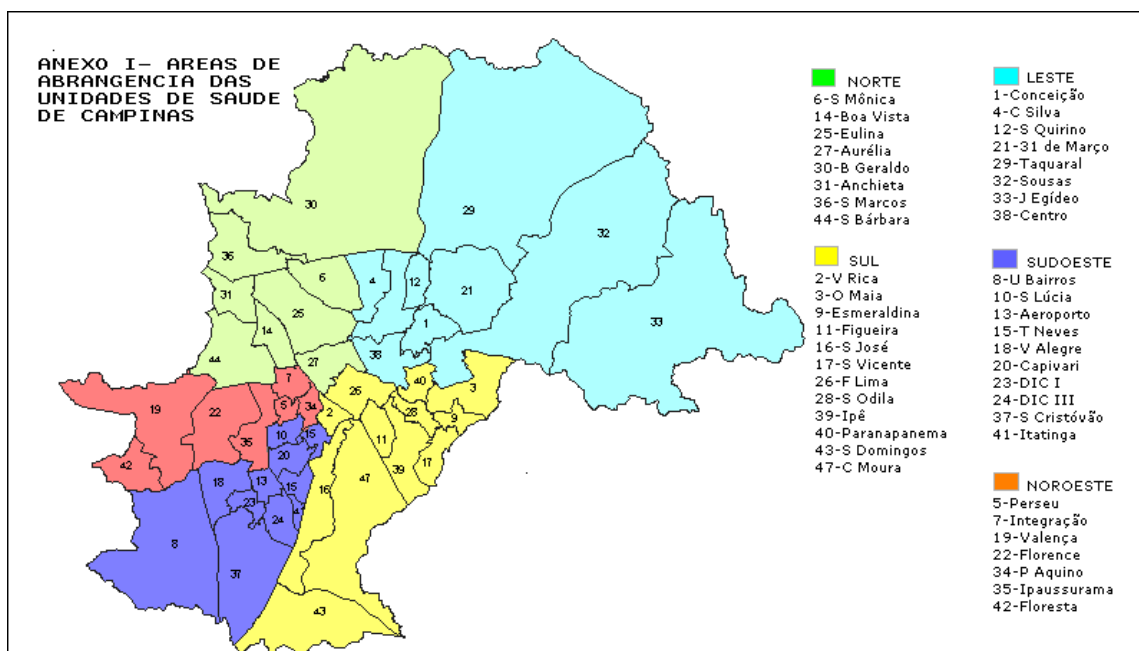 ANEXO I- AREAS DE
ABRANGENCIA DAS
UNIDADES DE SAUDE
DE CAMPINAS
NORTE
6-S Mônica
14-Boa Vista
25-Eulina
27-Aurélia
30-B Geraldo
31-Anchieta
36-S Marcos
44-S Bárbara
LESTE
1-Conceição
4-C Silva
12-S Quirino
21-31 de Março
29-Taquaral
32-Sousas
33-J Egídeo
38-Centro
SUL
2-V Rica
3-O Maia
9-Esmeraldina
11-Figueira
16-S José
17-S Vicente
26-F Lima
28-S Odila
39-Ipê
40-Paranapanema
43-S Domingos
47-C Moura
SUDOESTE
8-U Bairros
10-S Lúcia
13-Aeroporto
15-T Neves
18-V Alegre
20-Capivari
23-DIC I
24-DIC III
37-S Cristóvão
41-Itatinga
NOROESTE
5-Perseu
7-Integração
19-Valença
22-Florence
34-P Aquino
35-Ipaussurama
42-Floresta
30
29
32
36
6
4
12
21
31
25
14
1
33
44
27
38
7
40
3
19
22
5
34
26
2
28
9
35
10
15
11
42
20
39
17
18
13
15
16
47
23
24
8
37
43